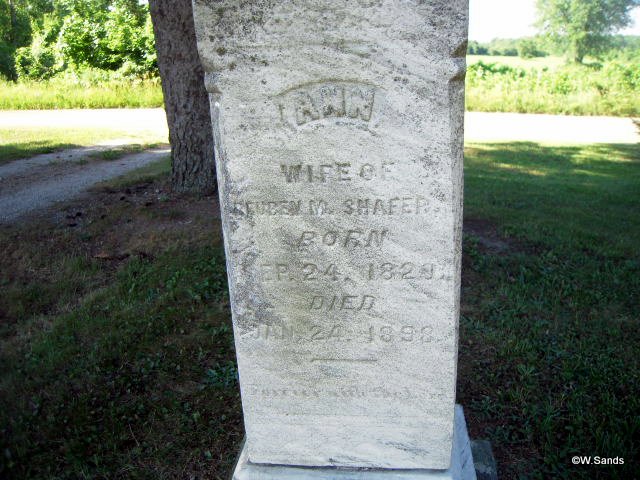 ANN
WIFE OF
REUBEN M. SHAFER.
BORN
SEP. 24. 1829.
DIED
JAN. 24. 1898.
©W.Sands